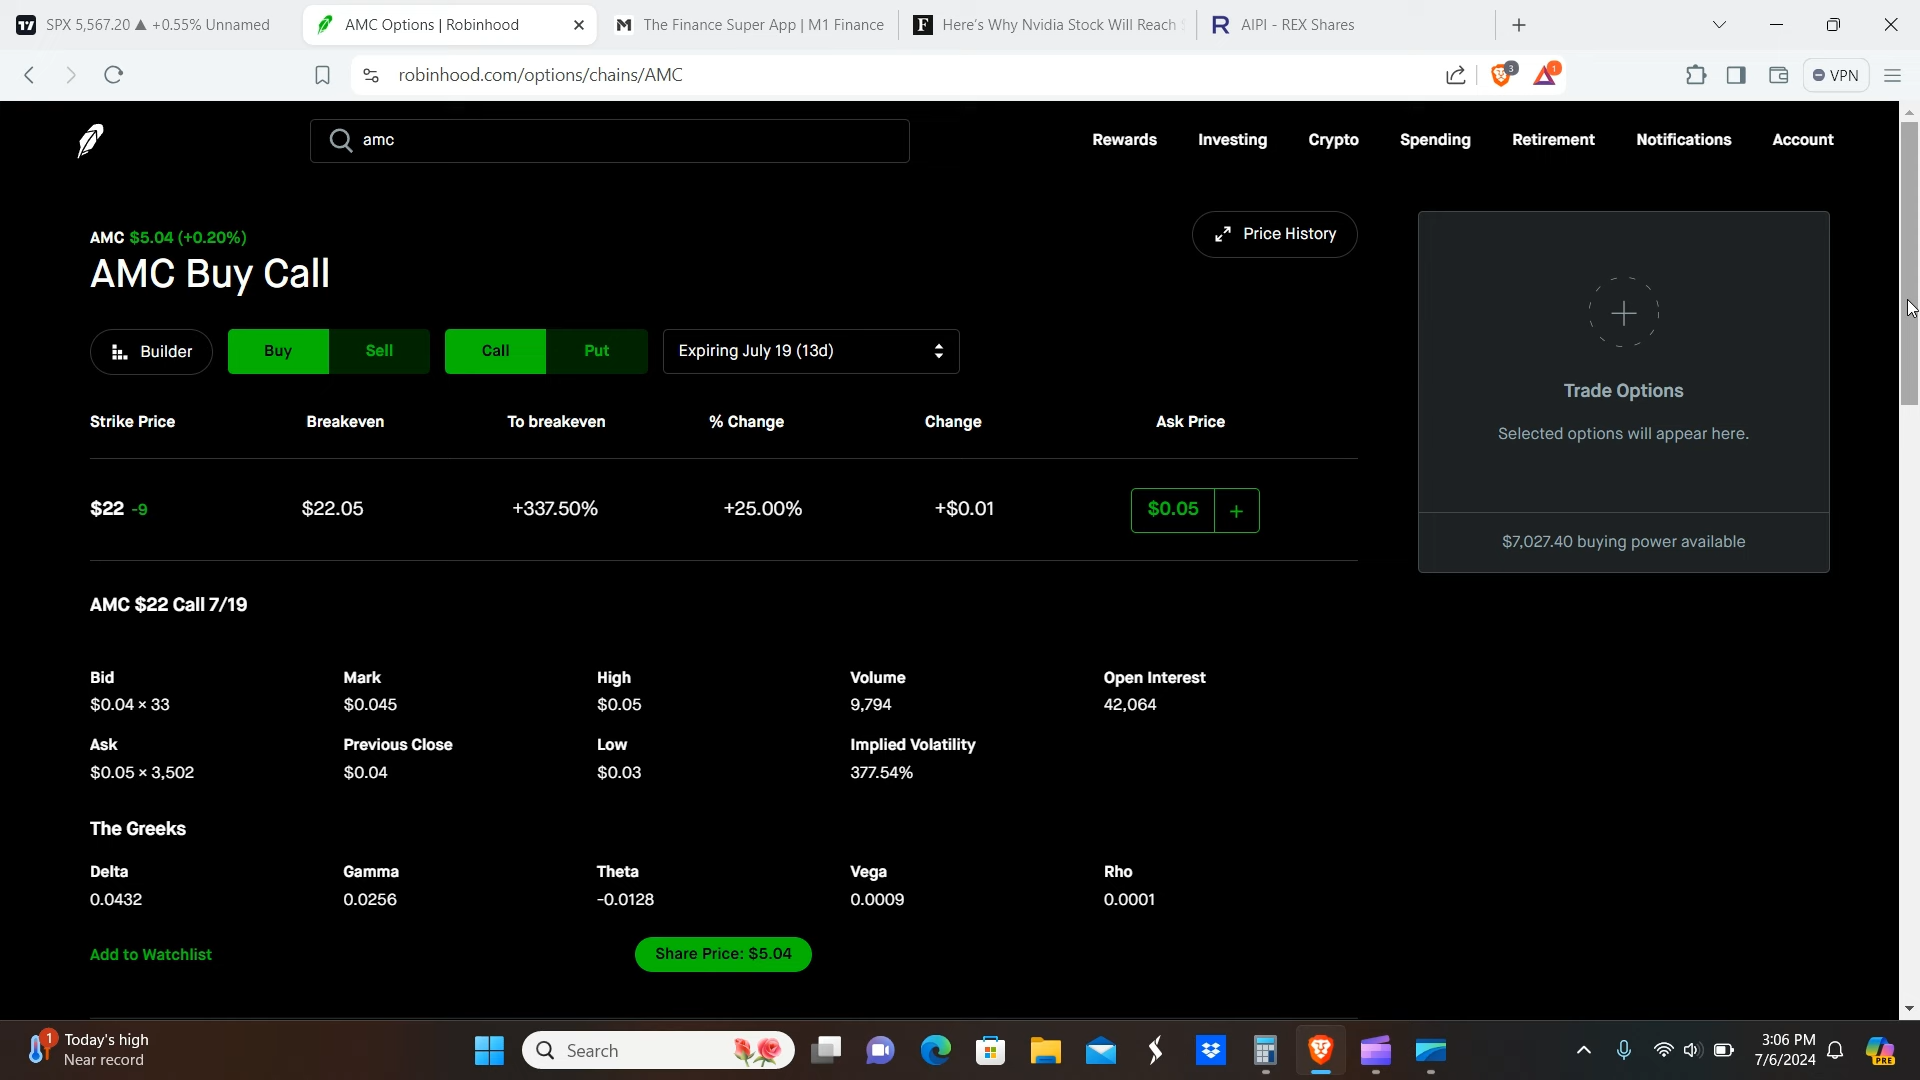 SPX 5,567.20 ▲ +0.55% Unnamed
AMC Options | Robinhood
The Finance Super App | M1 Finance
Here's Why Nvidia Stock Will Reach
AIPI - REX Shares
robinhood.com/options/chains/AMC
3
1
VPN
amc
Rewards
Investing
Crypto
Spending
Retirement
Notifications
Account
AMC $5.04 (+0.20%)
AMC Buy Call
Price History
Builder
Buy
Sell
Call
Put
Expiring July 19 (13d)
Strike Price
Breakeven
To breakeven
% Change
Change
Ask Price
$22 -9
$22.05
+337.50%
+25.00%
+$0.01
$0.05 +
Trade Options
Selected options will appear here.
$7,027.40 buying power available
AMC $22 Call 7/19
Bid
Mark
High
Volume
Open Interest
$0.04 × 33
$0.045
$0.05
9,794
42,064
Ask
Previous Close
Low
Implied Volatility
$0.05 × 3,502
$0.04
$0.03
377.54%
The Greeks
Delta
Gamma
Theta
Vega
Rho
0.0432
0.0256
-0.0128
0.0009
0.0001
Add to Watchlist
Share Price: $5.04
1
Today's high
Near record
Search
3:06 PM
7/6/2024
PRE